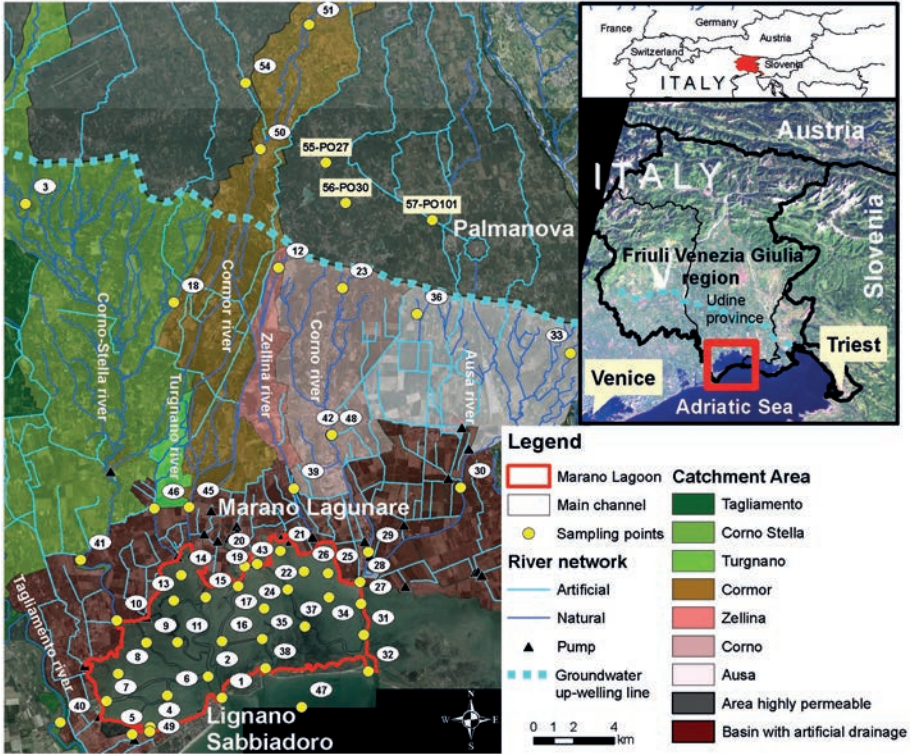 51
54
50
55-PO27
56-PO30
57-PO101
Palmanova
3
12
23
18
36
33
Corno-Stella river
Turgnano river
Cormor river
Zellina river
Corno river
Ausa river
42
48
39
30
46
45
Marano Lagunare
41
20
21
29
14
19
43
26
25
28
13
15
22
27
10
24
17
37
34
31
9
11
16
35
8
2
38
32
7
6
1
47
40
5
4
49
Tagliamento river
Lignano
Sabbiadoro
N
W
E
S
France
Germany
Austria
Switzerland
Slovenia
ITALY
Austria
ITALY
Slovenia
Friuli Venezia Giulia
region
Udine
province
Triest
Venice
Adriatic Sea
Legend
Marano Lagoon
Main channel
Sampling points
River network
Artificial
Natural
Pump
Groundwater
up-welling line
0 2 4
km
Catchment Area
Tagliamento
Corno Stella
Turgnano
Cormor
Zellina
Corno
Ausa
Area highly permeable
Basin with artificial drainage